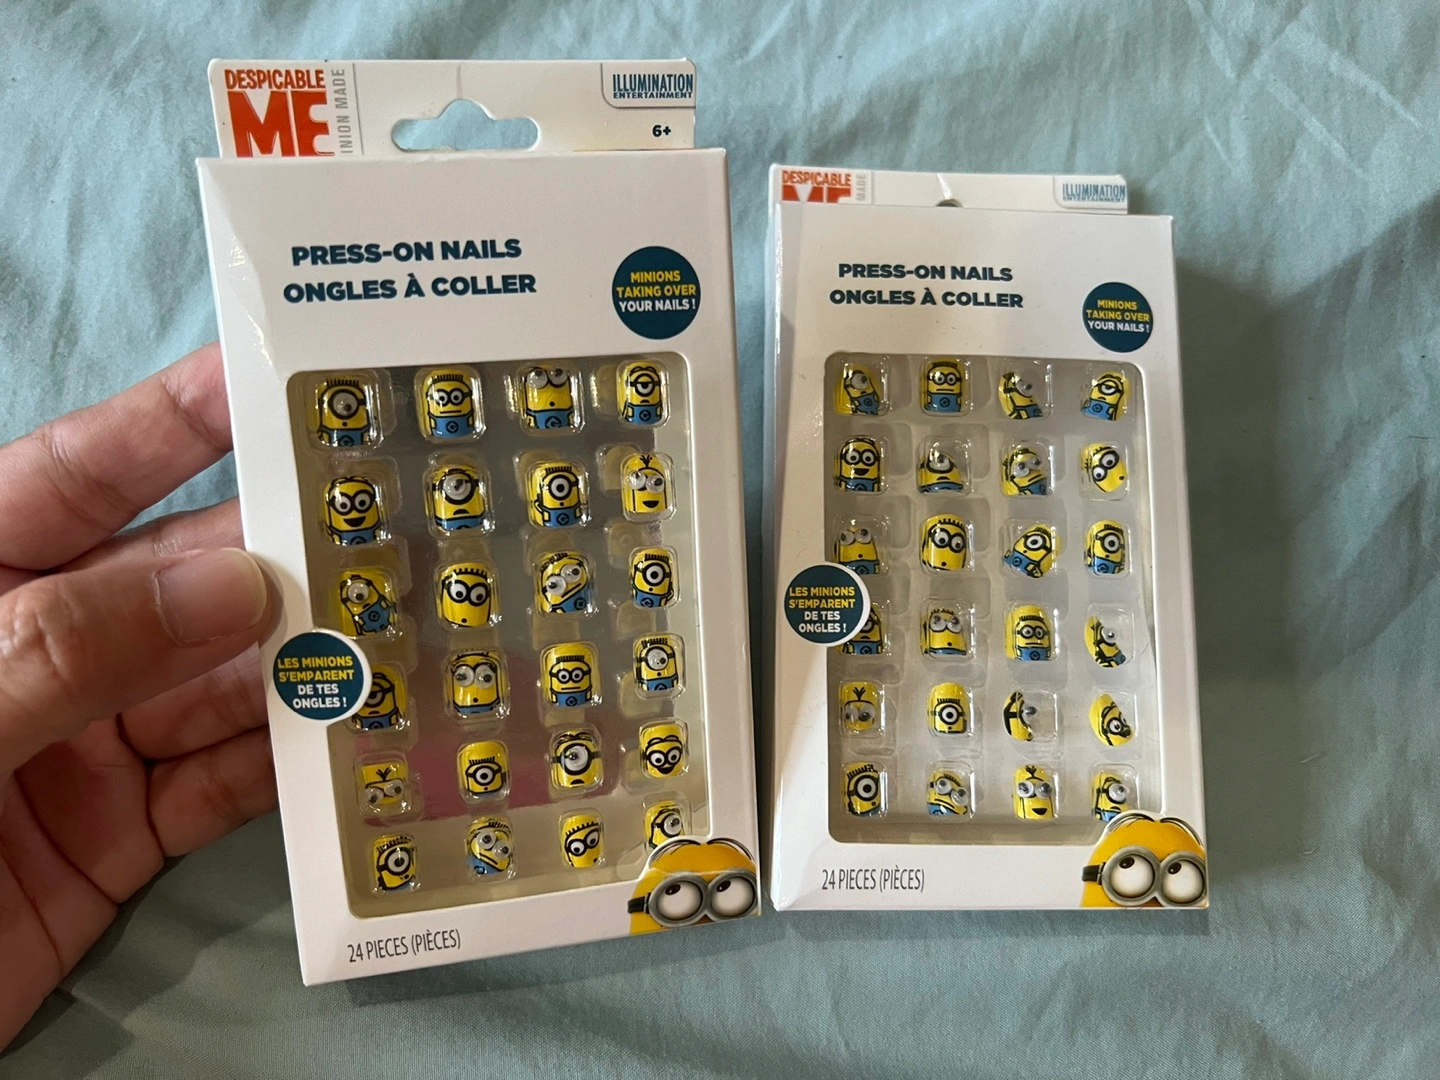 DESPICABLE
ME
MINION MADE
ILLUMINATION
ENTERTAINMENT
6+
PRESS-ON NAILS
ONGLES À COLLER
MINIONS
TAKING OVER
YOUR NAILS !
LES MINIONS
S'EMPARENT
DE TES
ONGLES !
24 PIECES (PIÈCES)
DESPICABLE
ME
MADE
ILLUMINATION
ENTERTAINMENT
PRESS-ON NAILS
ONGLES À COLLER
MINIONS
TAKING OVER
YOUR NAILS !
LES MINIONS
S'EMPARENT
DE TES
ONGLES !
24 PIECES (PIÈCES)